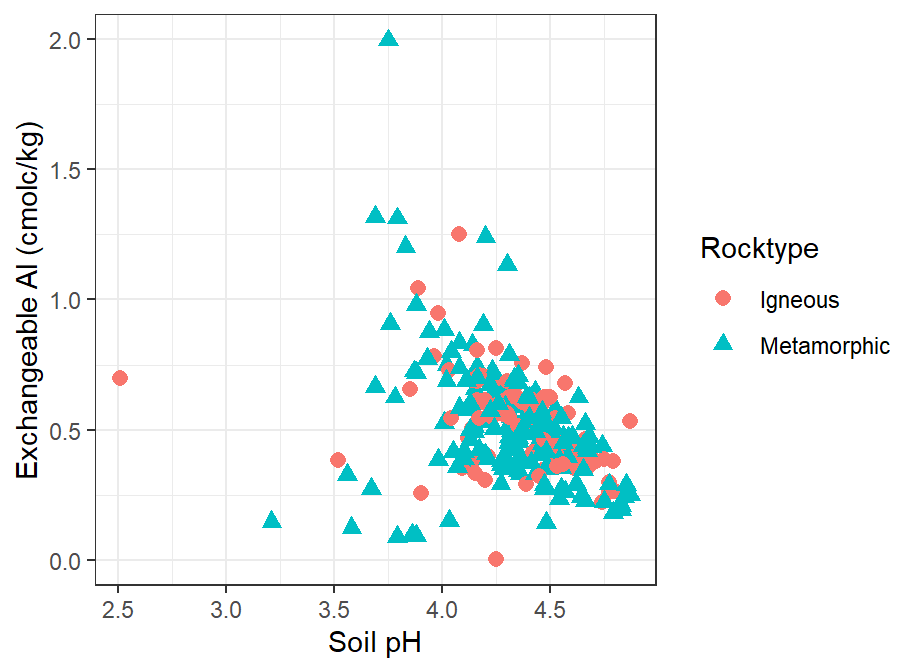 Exchangeable Al (cmolc/kg)
2.0
1.5
1.0
0.5
0.0
2.5 3.0 3.5 4.0 4.5
Soil pH
Rocktype
Igneous
Metamorphic